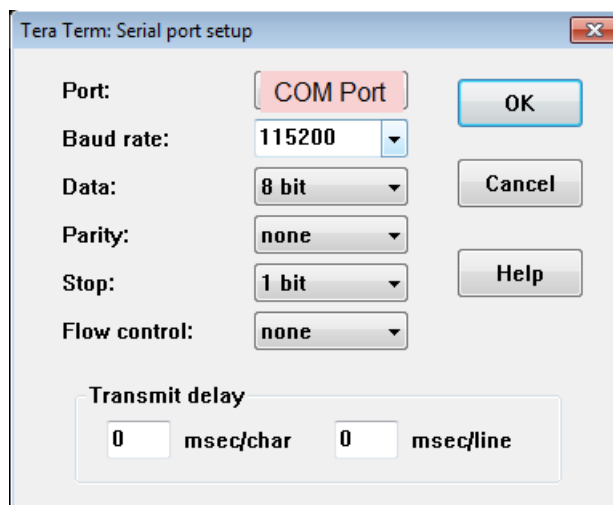 Tera Term: Serial port setup
Port: COM Port OK
Baud rate: 115200
Data: 8 bit Cancel
Parity: none
Stop: 1 bit Help
Flow control: none
Transmit delay
0 msec/char 0 msec/line